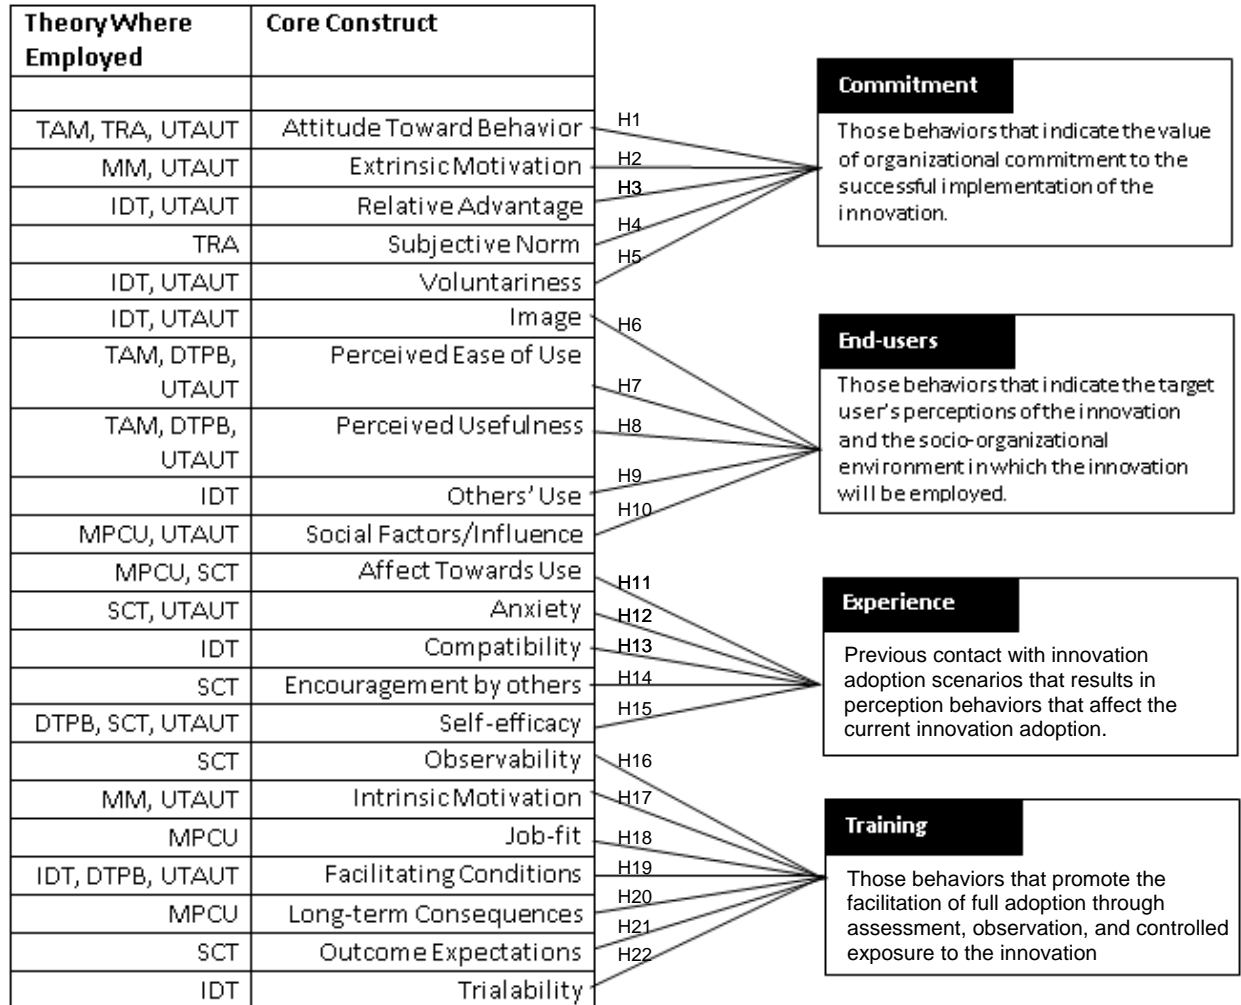 Theory Where Core Construct
Employed
TAM, TRA, UTAUT Attitude Toward Behavior H1
MM, UTAUT Extrinsic Motivation H2
IDT, UTAUT Relative Advantage H3
TRA Subjective Norm H4
IDT, UTAUT Voluntariness H5
IDT, UTAUT Image H6
TAM, DTPB, Perceived Ease of Use
UTAUT H7
TAM, DTPB, Perceived Usefulness H8
UTAUT
IDT Others' Use H9
MPCU, UTAUT Social Factors/Influence H10
MPCU, SCT Affect Towards Use H11
SCT, UTAUT Anxiety H12
IDT Compatibility H13
SCT Encouragement by others H14
DTPB, SCT, UTAUT Self-efficacy H15
SCT Observability H16
MM, UTAUT Intrinsic Motivation H17
MPCU Job-fit H18
IDT, DTPB, UTAUT Facilitating Conditions H19
MPCU Long-term Consequences H20
SCT Outcome Expectations H21
IDT Trialability H22
Commitment
Those behaviors that indicate the value
of organizational commitment to the
successful implementation of the
innovation.
End-users
Those behaviors that indicate the target
user's perceptions of the innovation
and the socio-organizational
environment in which the innovation
will be employed.
Experience
Previous contact with innovation
adoption scenarios that results in
perception behaviors that affect the
current innovation adoption.
Training
Those behaviors that promote the
facilitation of full adoption through
assessment, observation, and controlled
exposure to the innovation